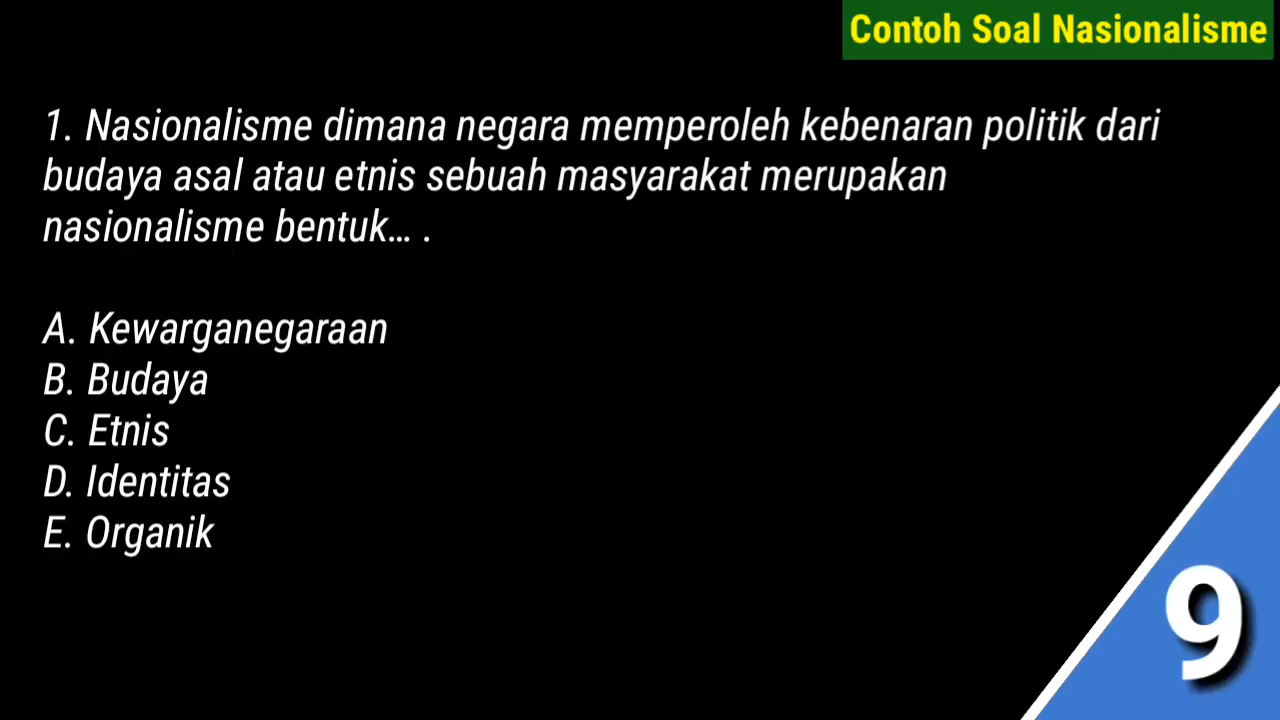 Contoh Soal Nasionalisme
1. Nasionalisme dimana negara memperoleh kebenaran politik dari
budaya asal atau etnis sebuah masyarakat merupakan
nasionalisme bentuk... .
A. Kewarganegaraan
B. Budaya
C. Etnis
D. Identitas
E. Organik
9